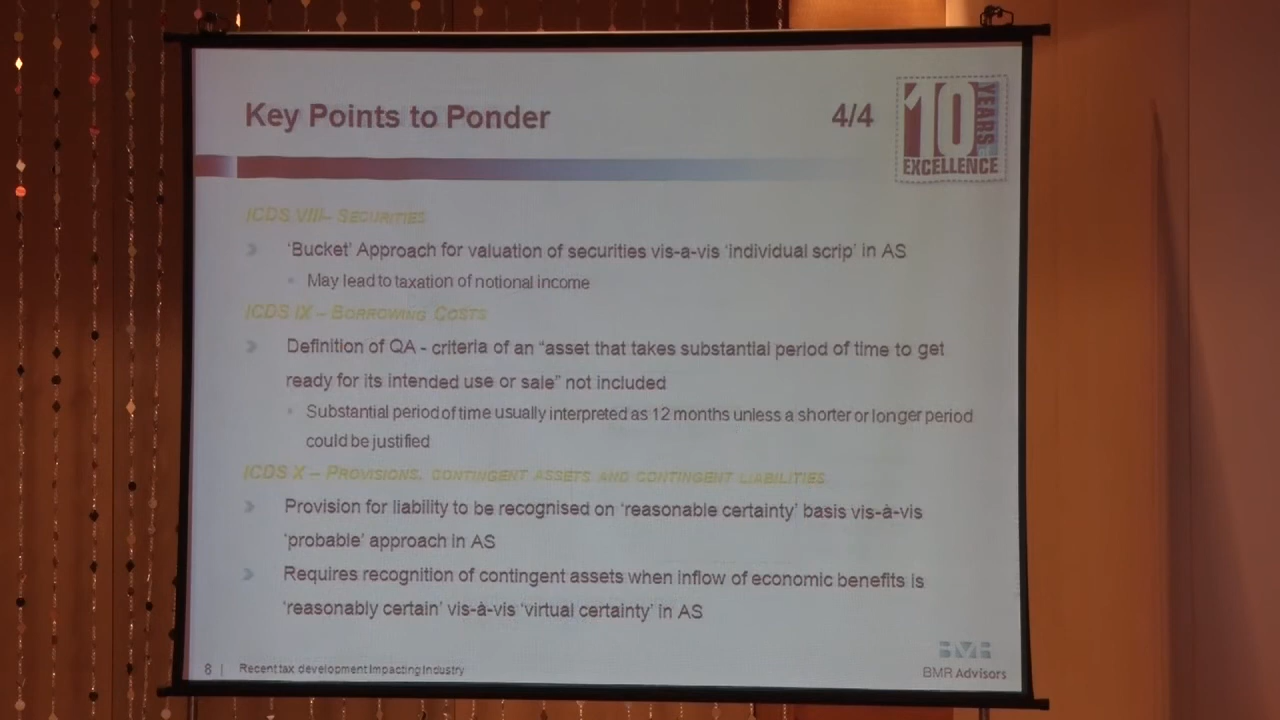 Key Points to Ponder
4/4
10 YEARS
EXCELLENCE
ICDS VIII– SECURITIES
‘Bucket’ Approach for valuation of securities vis-a-vis ‘individual scrip’ in AS
May lead to taxation of notional income
ICDS IX – BORROWING COSTS
Definition of QA - criteria of an “asset that takes substantial period of time to get
ready for its intended use or sale” not included
Substantial period of time usually interpreted as 12 months unless a shorter or longer period
could be justified
ICDS X – PROVISIONS, CONTINGENT ASSETS AND CONTINGENT LIABILITIES
Provision for liability to be recognised on ‘reasonable certainty’ basis vis-à-vis
‘probable’ approach in AS
Requires recognition of contingent assets when inflow of economic benefits is
‘reasonably certain’ vis-à-vis ‘virtual certainty’ in AS
8 | Recent tax development Impacting Industry
BMR
BMR Advisors